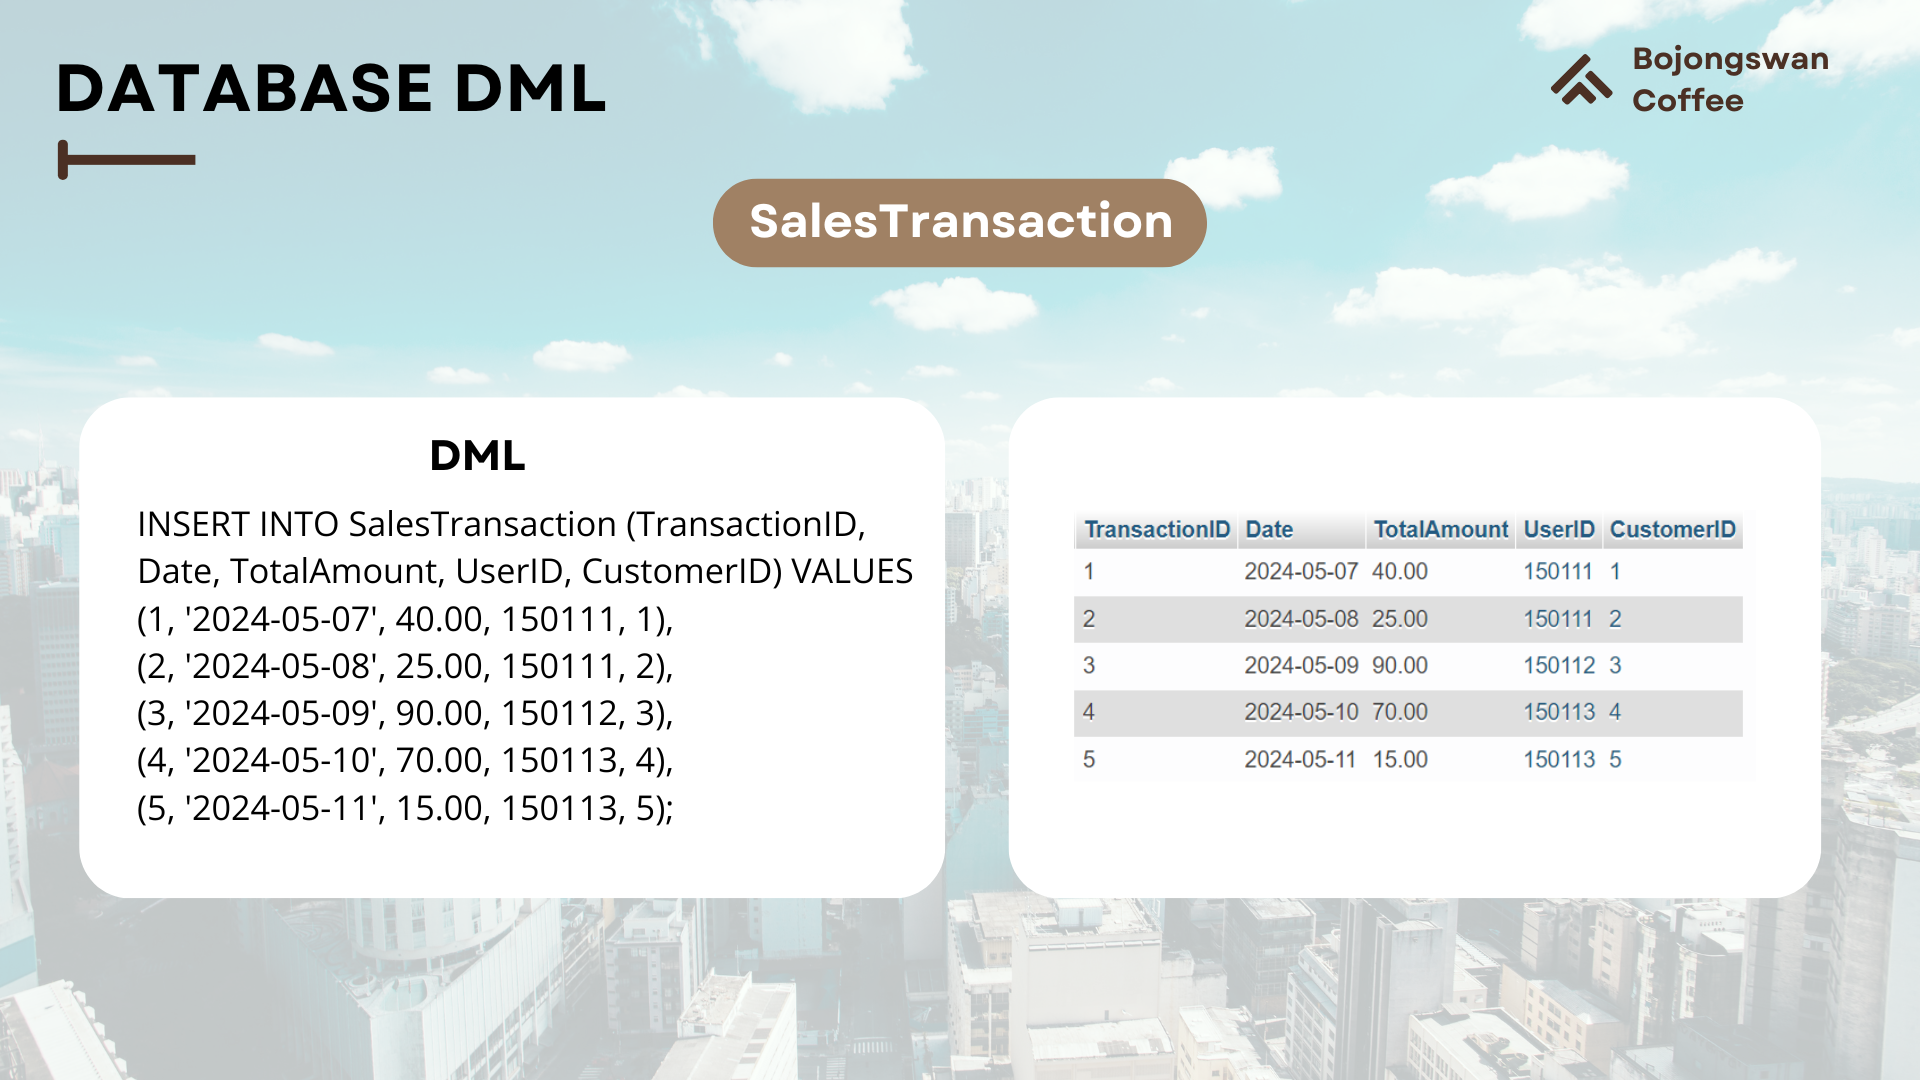 DATABASE DML
Bojongswan
Coffee
SalesTransaction
DML
INSERT INTO SalesTransaction (TransactionID,
Date, TotalAmount, UserID, CustomerID) VALUES
(1, '2024-05-07', 40.00, 150111, 1),
(2, '2024-05-08', 25.00, 150111, 2),
(3, '2024-05-09', 90.00, 150112, 3),
(4, '2024-05-10', 70.00, 150113, 4),
(5, '2024-05-11', 15.00, 150113, 5);
TransactionID Date TotalAmount UserID CustomerID
1 2024-05-07 40.00 150111 1
2 2024-05-08 25.00 150111 2
3 2024-05-09 90.00 150112 3
4 2024-05-10 70.00 150113 4
5 2024-05-11 15.00 150113 5